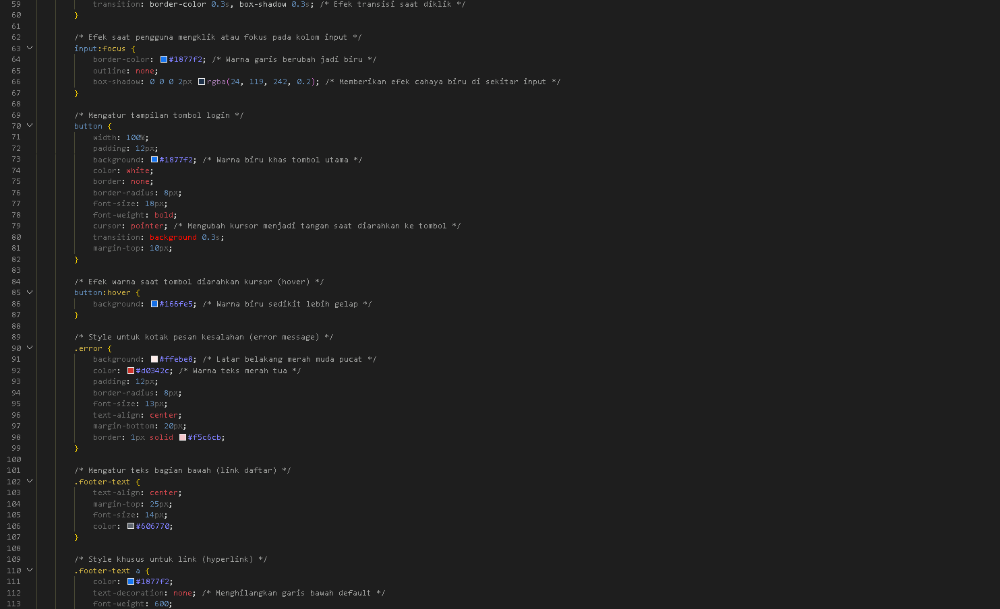 59 transition: border-color 0.3s, box-shadow 0.3s; /* Efek transisi saat diklik */
60 }
61
62 /* Efek saat pengguna mengklik atau fokus pada kolom input */
63 input:focus {
64 border-color: #1877f2; /* Warna garis berubah jadi biru */
65 outline: none;
66 box-shadow: 0 0 0 2px rgba(24, 119, 242, 0.2); /* Memberikan efek cahaya biru di sekitar input */
67 }
68
69 /* Mengatur tampilan tombol login */
70 button {
71 width: 100%;
72 padding: 12px;
73 background: #1877f2; /* Warna biru khas tombol utama */
74 color: white;
75 border: none;
76 border-radius: 8px;
77 font-size: 18px;
78 font-weight: bold;
79 cursor: pointer; /* Mengubah kursor menjadi tangan saat diarahkan ke tombol */
80 transition: background 0.3s;
81 margin-top: 10px;
82 }
83
84 /* Efek warna saat tombol diarahkan kursor (hover) */
85 button:hover {
86 background: #166fe5; /* Warna biru sedikit lebih gelap */
87 }
88
89 /* Style untuk kotak pesan kesalahan (error message) */
90 .error {
91 background: #ffebe8; /* Latar belakang merah muda pucat */
92 color: #d0342c; /* Warna teks merah tua */
93 padding: 12px;
94 border-radius: 8px;
95 font-size: 13px;
96 text-align: center;
97 margin-bottom: 20px;
98 border: 1px solid #f5c6cb;
99 }
100
101 /* Mengatur teks bagian bawah (link daftar) */
102 .footer-text {
103 text-align: center;
104 margin-top: 25px;
105 font-size: 14px;
106 color: #606770;
107 }
108
109 /* Style khusus untuk link (hyperlink) */
110 .footer-text a {
111 color: #1877f2;
112 text-decoration: none; /* Menghilangkan garis bawah default */
113 font-weight: 600;